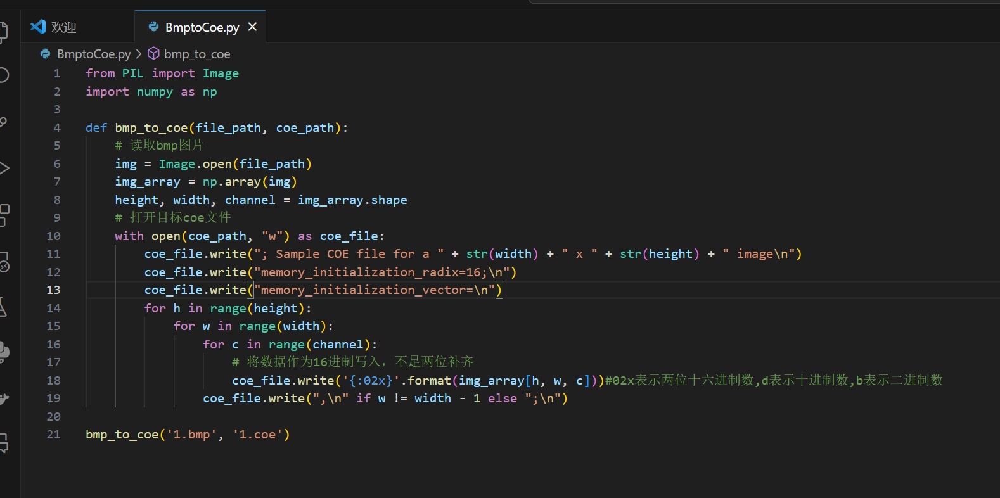 欢迎
BmptoCoe.py
BmptoCoe.py > bmp_to_coe
1 from PIL import Image
2 import numpy as np
3
4 def bmp_to_coe(file_path, coe_path):
5 # 读取bmp图片
6 img = Image.open(file_path)
7 img_array = np.array(img)
8 height, width, channel = img_array.shape
9 # 打开目标coe文件
10 with open(coe_path, "w") as coe_file:
11 coe_file.write("; Sample COE file for a " + str(width) + " x " + str(height) + " image\n")
12 coe_file.write("memory_initialization_radix=16;\n")
13 coe_file.write("memory_initialization_vector=\n")
14 for h in range(height):
15 for w in range(width):
16 for c in range(channel):
17 # 将数据作为16进制写入，不足两位补齐
18 coe_file.write('{:02x}'.format(img_array[h, w, c]))#02x表示两位十六进制数,d表示十进制数,b表示二进制数
19 coe_file.write(",\n" if w != width - 1 else ";\n")
20
21 bmp_to_coe('1.bmp', '1.coe')